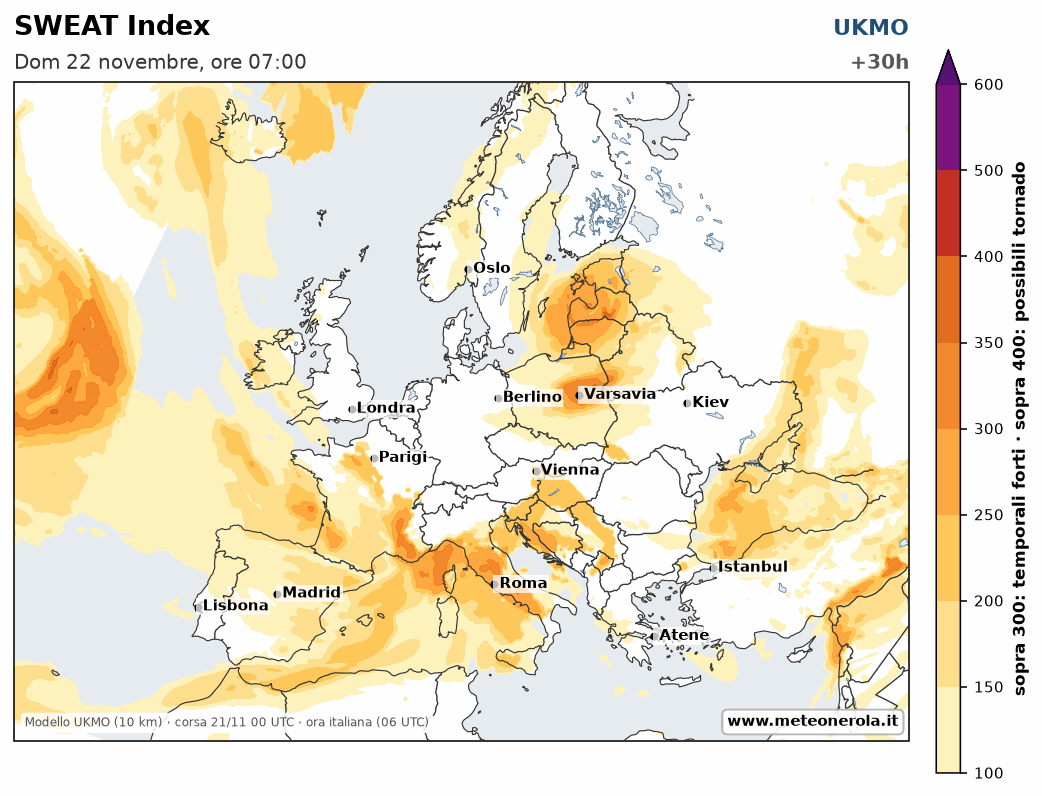 SWEAT Index
UKMO
Dom 22 novembre, ore 07:00
+30h
600
500
400
350
300
250
200
150
100
sopra 300: temporali forti · sopra 400: possibili tornado
Oslo
Berlino
Varsavia
Kiev
Londra
Parigi
Vienna
Istanbul
Roma
Madrid
Lisbona
Atene
Modello UKMO (10 km) · corsa 21/11 00 UTC · ora italiana (06 UTC)
www.meteonerola.it